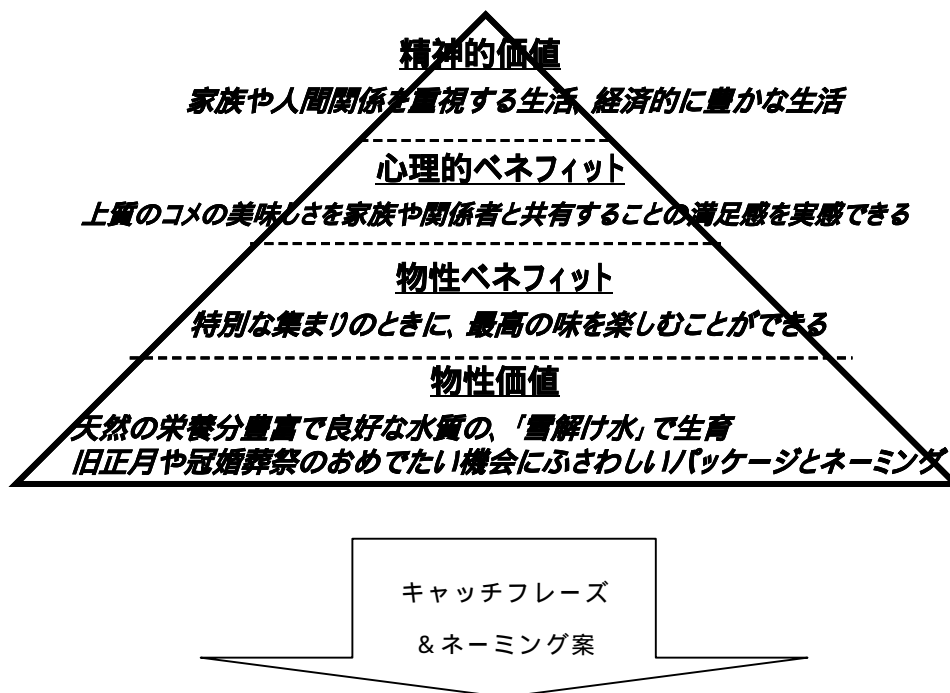 精神的価値
家族や人間関係を重視する生活、経済的に豊かな生活
心理的ベネフィット
上質のコメの美味しさを家族や関係者と共有することの満足感を実感できる
物性ベネフィット
特別な集まりのときに、最高の味を楽しむことができる
物性価値
天然の栄養分豊富で良好な水質の、「雪解け水」で生育
旧正月や冠婚葬祭のおめでたい機会にふさわしいパッケージとネーミング
キャッチフレーズ
＆ネーミング案